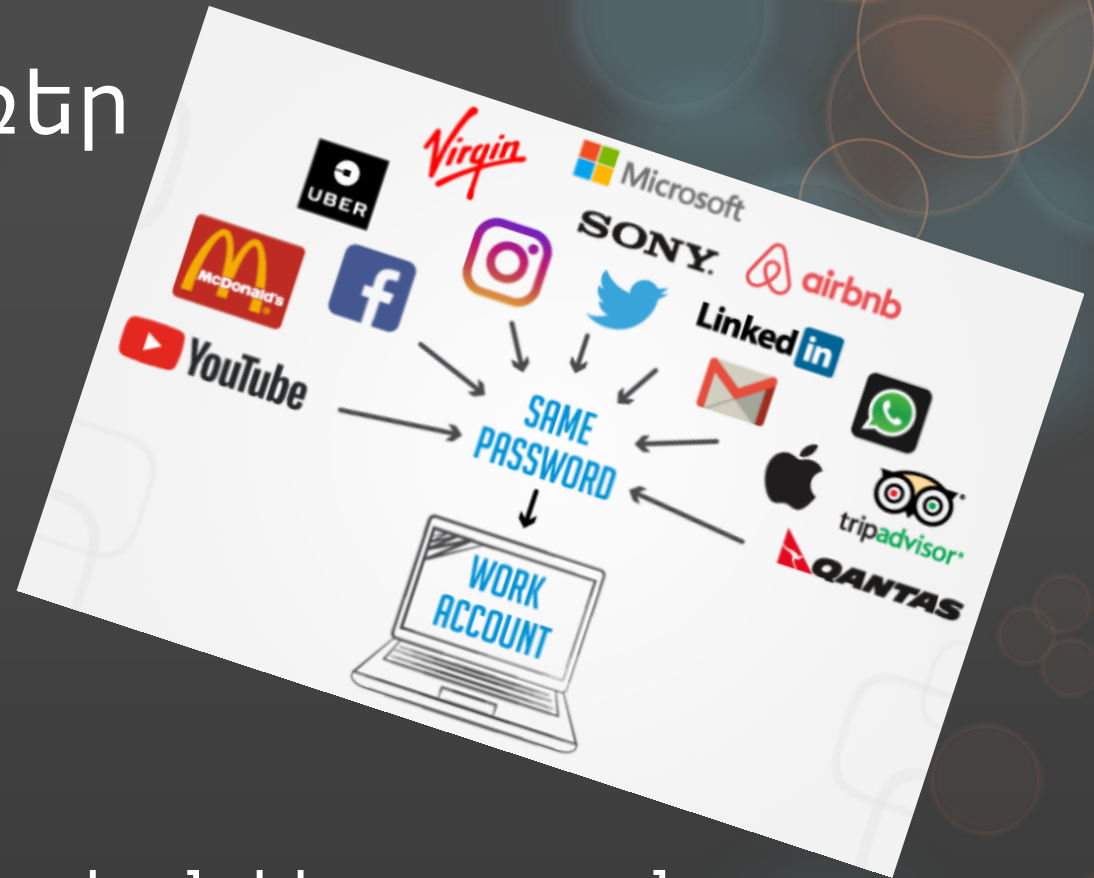 Virgin
Microsoft
UBER
SONY
airbnb
McDonald's
Linked in
YouTube
SAME
PASSWORD
tripadvisor
QANTAS
WORK
ACCOUNT